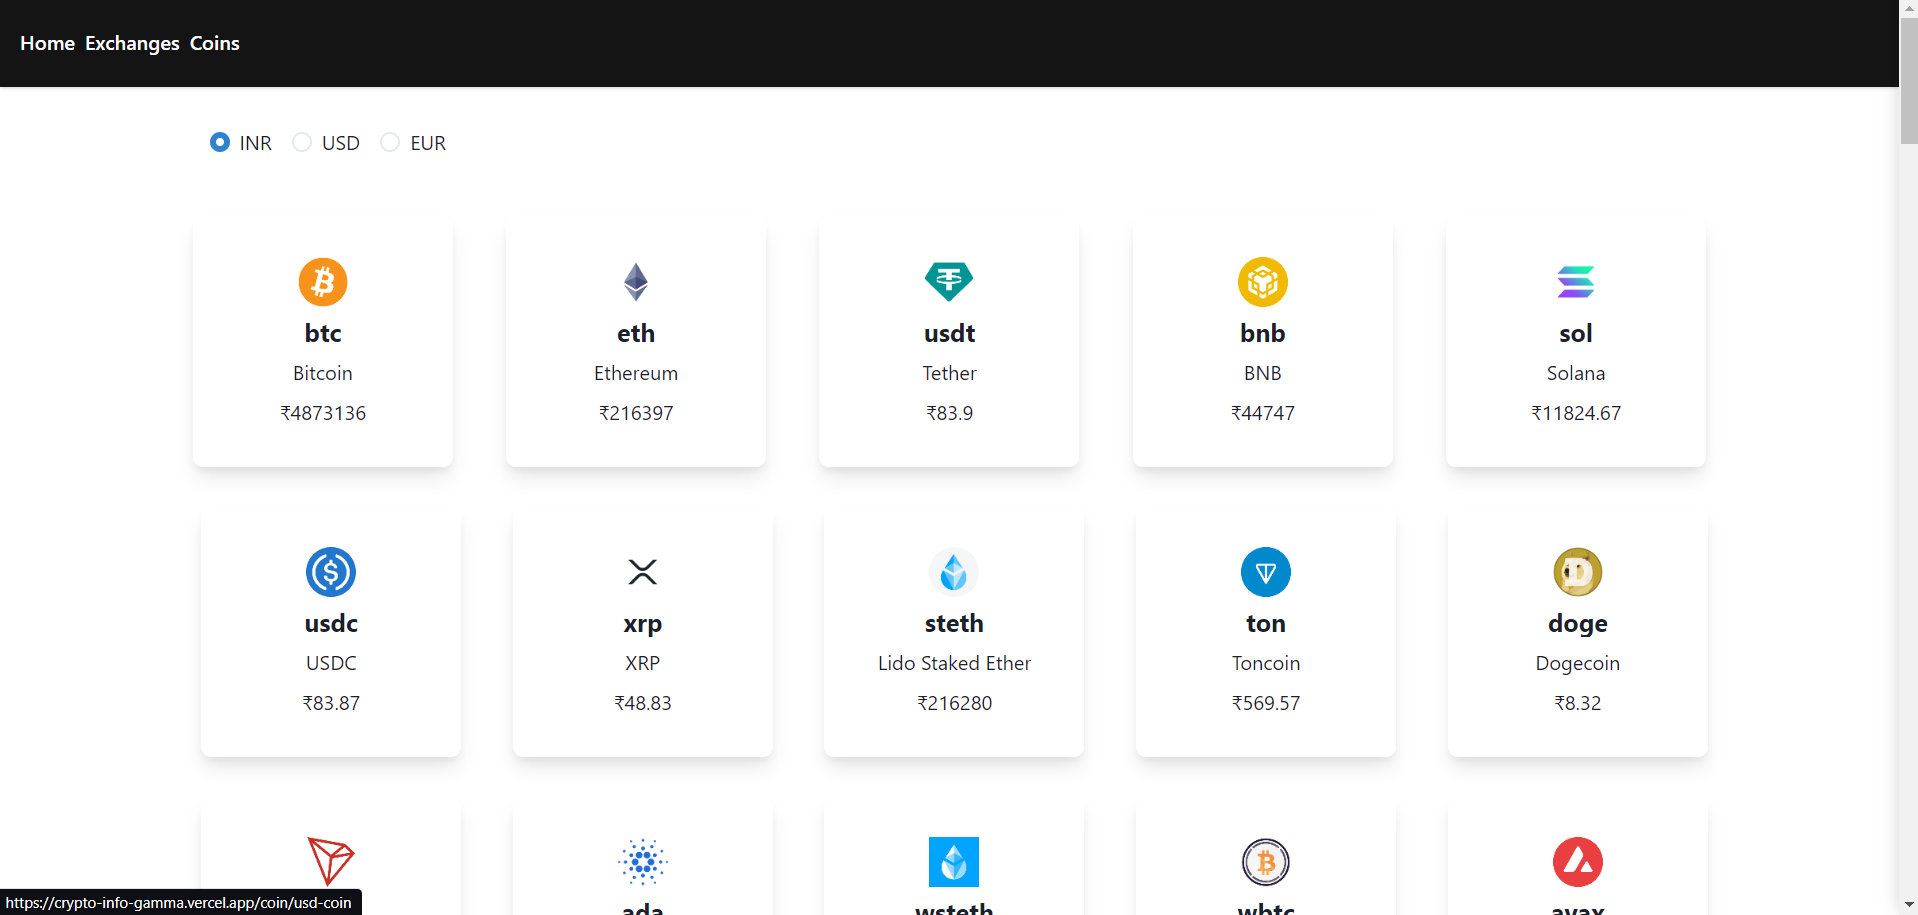 Home Exchanges Coins
INR USD EUR
btc eth usdt bnb sol
Bitcoin Ethereum Tether BNB Solana
₹4873136 ₹216397 ₹83.9 ₹44747 ₹11824.67
usdc xrp steth ton doge
USDC XRP Lido Staked Ether Toncoin Dogecoin
₹83.87 ₹48.83 ₹216280 ₹569.57 ₹8.32
ada wsteth wbtc avax
https://crypto-info-gamma.vercel.app/coin/usd-coin